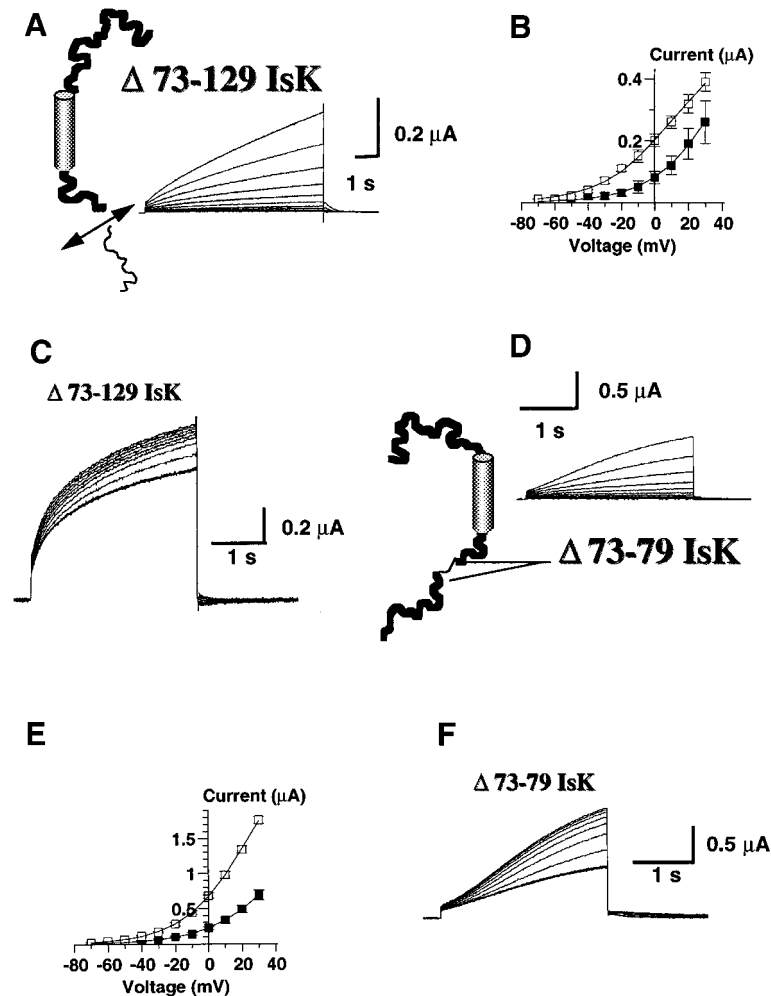 A
Δ 73-129 IsK
0.2 µA
1 s
B
Current (µA)
0.4
0.2
-80 -60 -40 -20 0 20 40
Voltage (mV)
C
Δ 73-129 IsK
0.2 µA
1 s
D
0.5 µA
1 s
Δ 73-79 IsK
E
Current (µA)
1.5
1
0.5
-80 -60 -40 -20 0 20 40
Voltage (mV)
F
Δ 73-79 IsK
0.5 µA
1 s